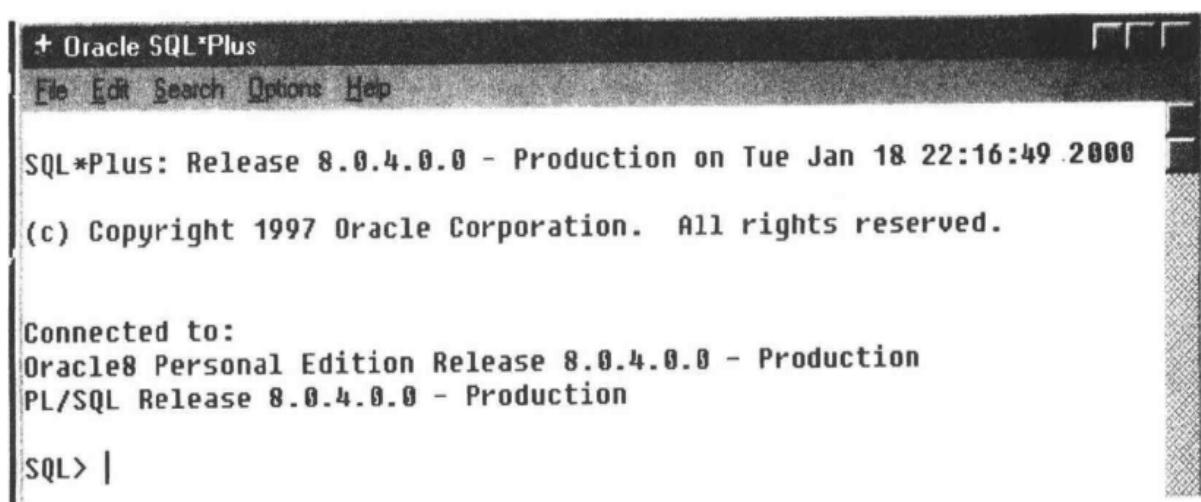 Oracle SQL*Plus
File Edit Search Options Help
SQL*Plus: Release 8.0.4.0.0 - Production on Tue Jan 18 22:16:49 2000
(c) Copyright 1997 Oracle Corporation.  All rights reserved.
Connected to:
Oracle8 Personal Edition Release 8.0.4.0.0 - Production
PL/SQL Release 8.0.4.0.0 - Production
SQL>